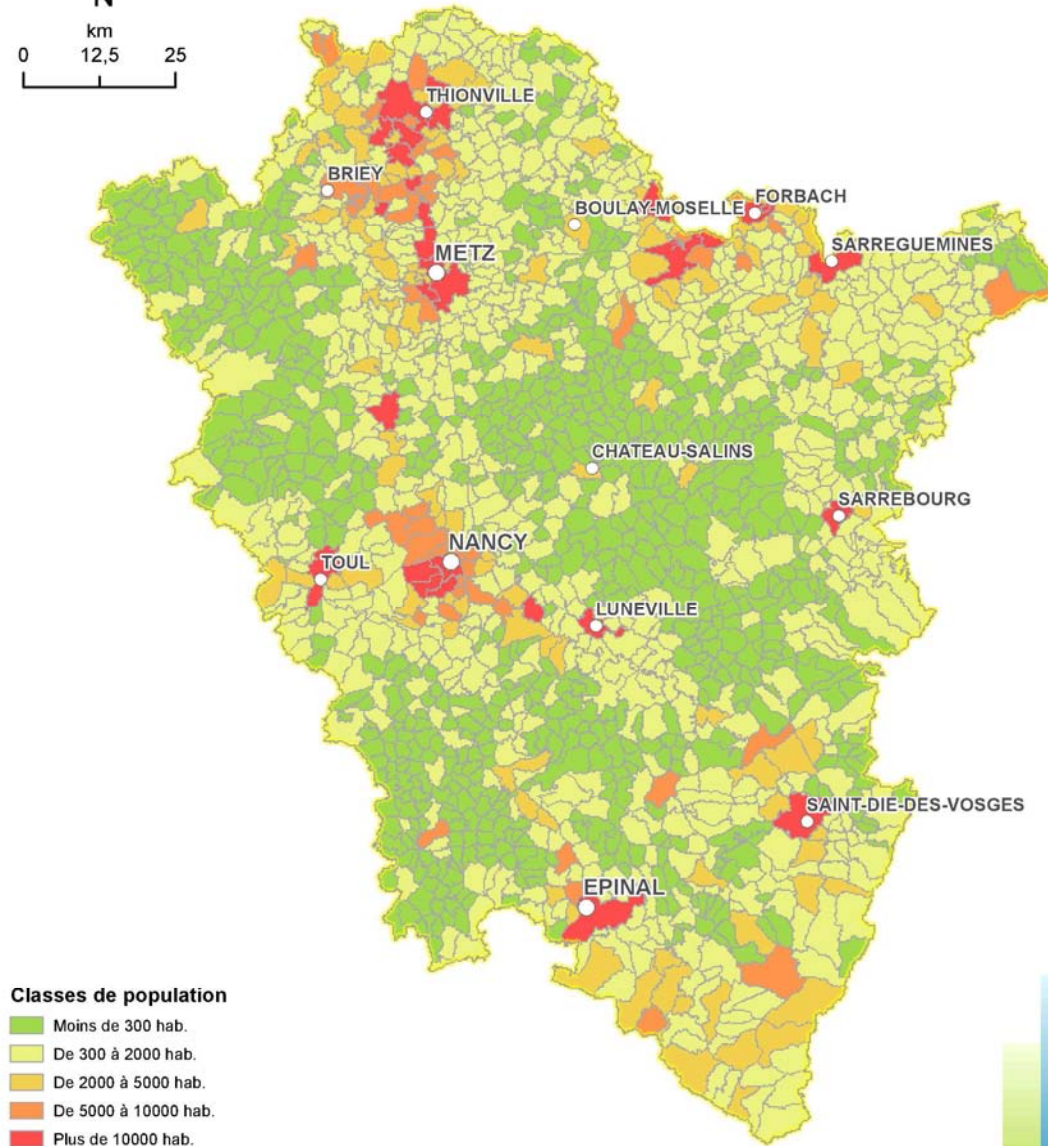 N
km
0 12,5 25
THIONVILLE
BRIEY
BOULAY-MOSELLE
FORBACH
SARREGUEMINES
METZ
CHATEAU-SALINS
SARREBOURG
NANCY
TOUL
LUNEVILLE
SAINT-DIE-DES-VOSGES
EPINAL
Classes de population
Moins de 300 hab.
De 300 à 2000 hab.
De 2000 à 5000 hab.
De 5000 à 10000 hab.
Plus de 10000 hab.